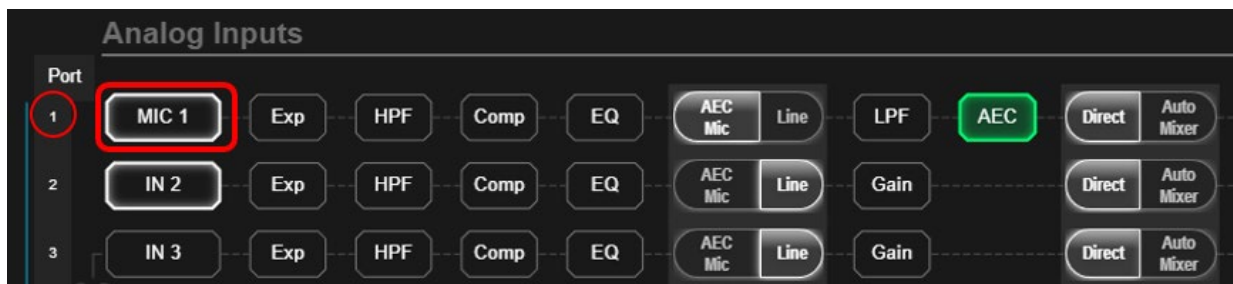 Analog Inputs
Port
1 MIC 1 Exp HPF Comp EQ AEC Mic Line LPF AEC Direct Auto Mixer
2 IN 2 Exp HPF Comp EQ AEC Mic Line Gain Direct Auto Mixer
3 IN 3 Exp HPF Comp EQ AEC Mic Line Gain Direct Auto Mixer